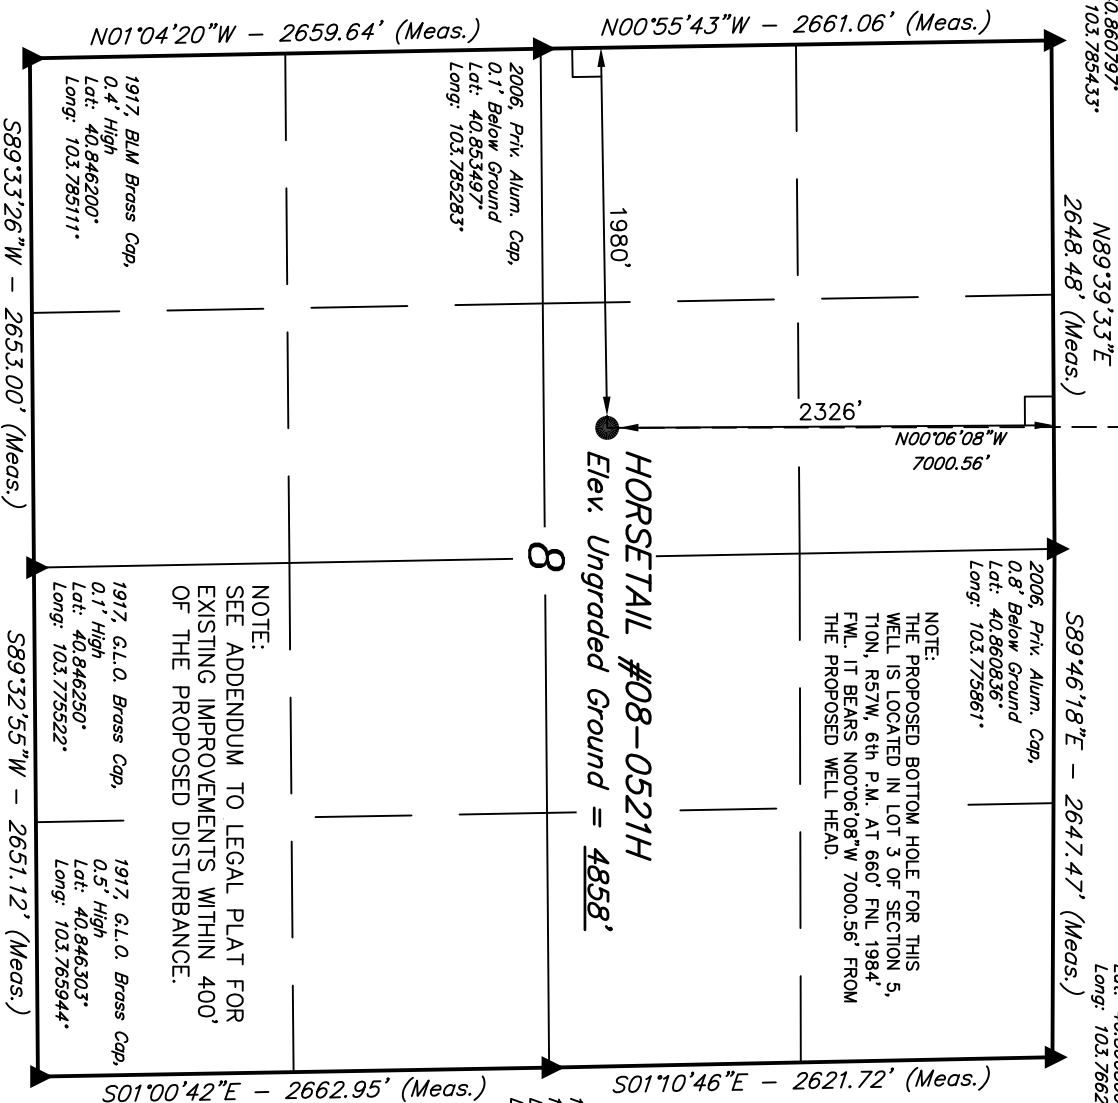 N01°04'20"W – 2659.64' (Meas.)
N00°55'43"W – 2661.06' (Meas.)
103.785433°
N89°39'33"E
2648.48' (Meas.)
S89°46'18"E – 2647.47' (Meas.)
2006, Priv. Alum. Cap,
0.8' Below Ground
Lat: 40.860836°
Long: 103.775861°
NOTE:
THE PROPOSED BOTTOM HOLE FOR THIS
WELL IS LOCATED IN LOT 3 OF SECTION 5,
T10N, R57W, 6th P.M. AT 660' FNL 1984'
FWL. IT BEARS N00°06'08"W 7000.56' FROM
THE PROPOSED WELL HEAD.
2326'
N00°06'08"W
7000.56'
1980'
HORSETAIL #08-0521H
Elev. Ungraded Ground = 4858'
8
2006, Priv. Alum. Cap,
0.1' Below Ground
Lat: 40.853497°
Long: 103.785283°
NOTE:
SEE ADDENDUM TO LEGAL PLAT FOR
EXISTING IMPROVEMENTS WITHIN 400'
OF THE PROPOSED DISTURBANCE.
1917, BLM Brass Cap,
0.4' High
Lat: 40.846200°
Long: 103.785111°
1917, G.L.O. Brass Cap,
0.1' High
Lat: 40.846250°
Long: 103.775522°
1917, G.L.O. Brass Cap,
0.5' High
Lat: 40.846303°
Long: 103.765944°
S89°33'26"W – 2653.00' (Meas.)
S89°32'55"W – 2651.12' (Meas.)
S01°00'42"E – 2662.95' (Meas.)
S01°10'46"E – 2621.72' (Meas.)